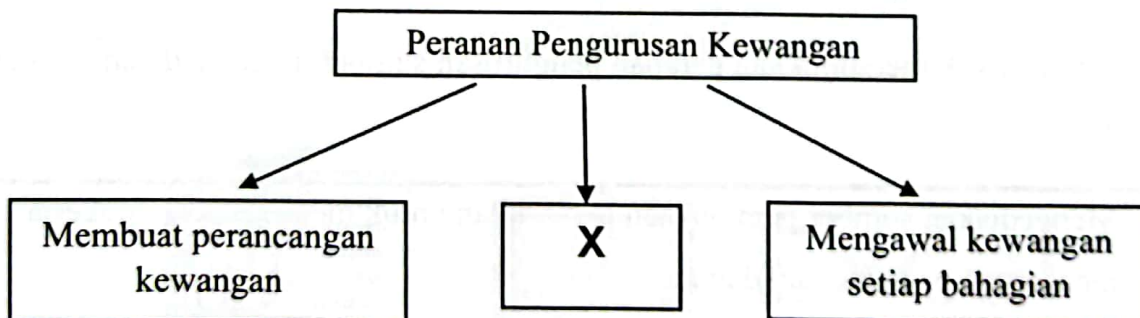 Peranan Pengurusan Kewangan
Membuat perancangan
kewangan
X
Mengawal kewangan
setiap bahagian